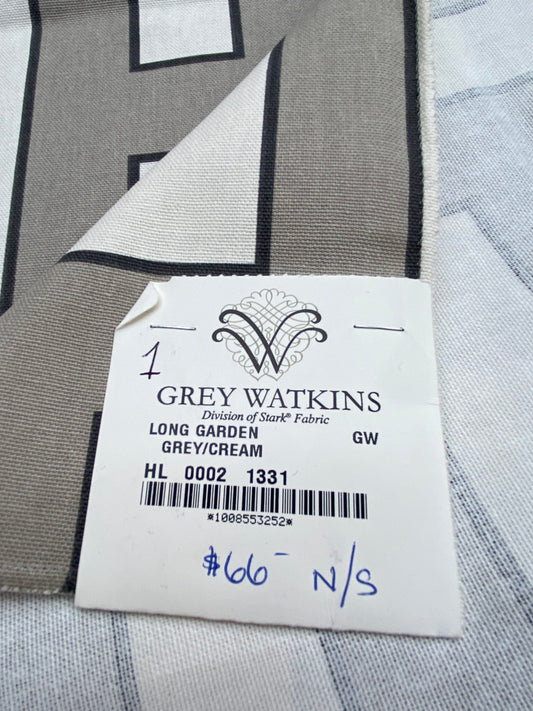 1
GREY WATKINS
Division of Stark® Fabric
LONG GARDEN GW
GREY/CREAM
HL 0002 1331
*1008553252*
$66- N/S